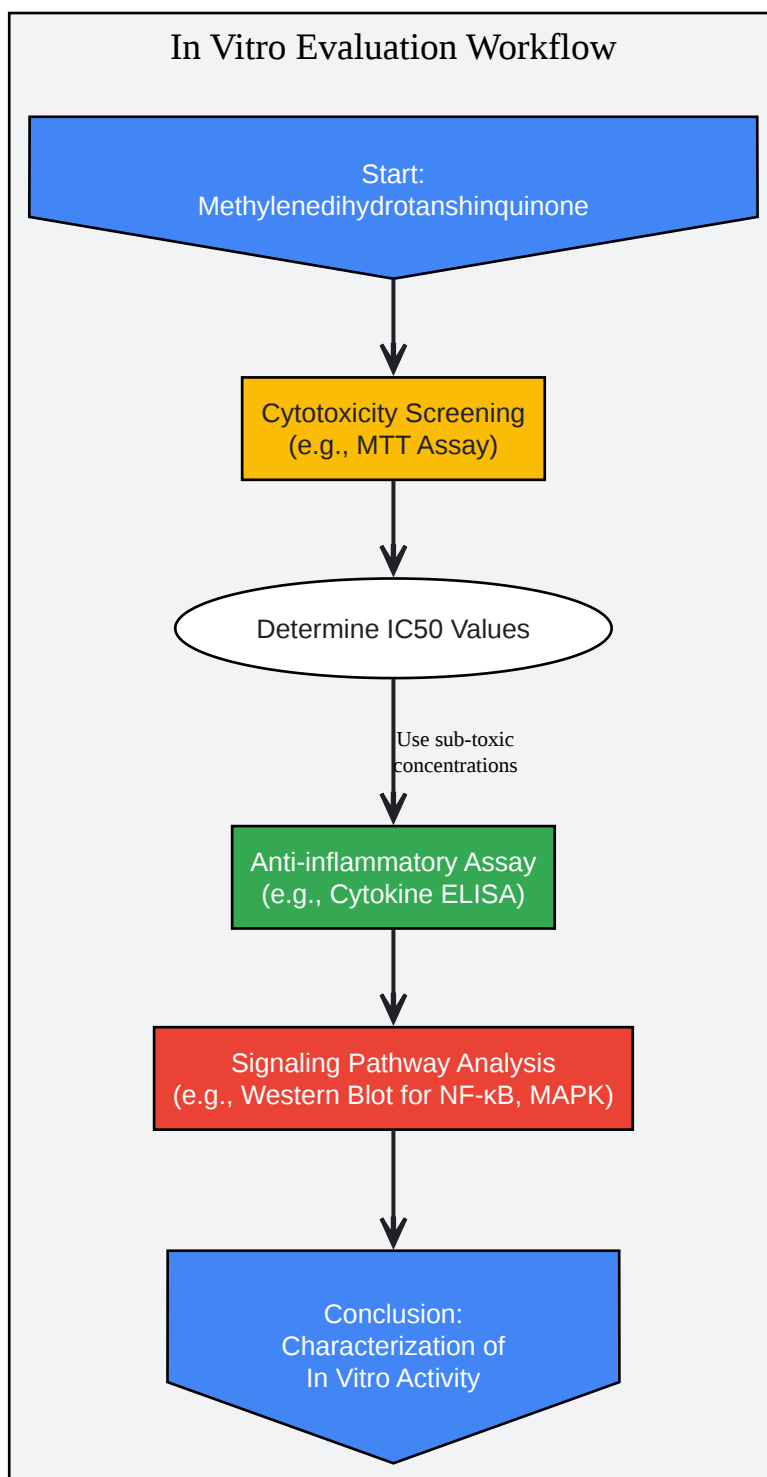 In Vitro Evaluation Workflow
Start:
Methylenedihydrotanshinquinone
Cytotoxicity Screening
(e.g., MTT Assay)
Determine IC50 Values
Use sub-toxic
concentrations
Anti-inflammatory Assay
(e.g., Cytokine ELISA)
Signaling Pathway Analysis
(e.g., Western Blot for NF-κB, MAPK)
Conclusion:
Characterization of
In Vitro Activity